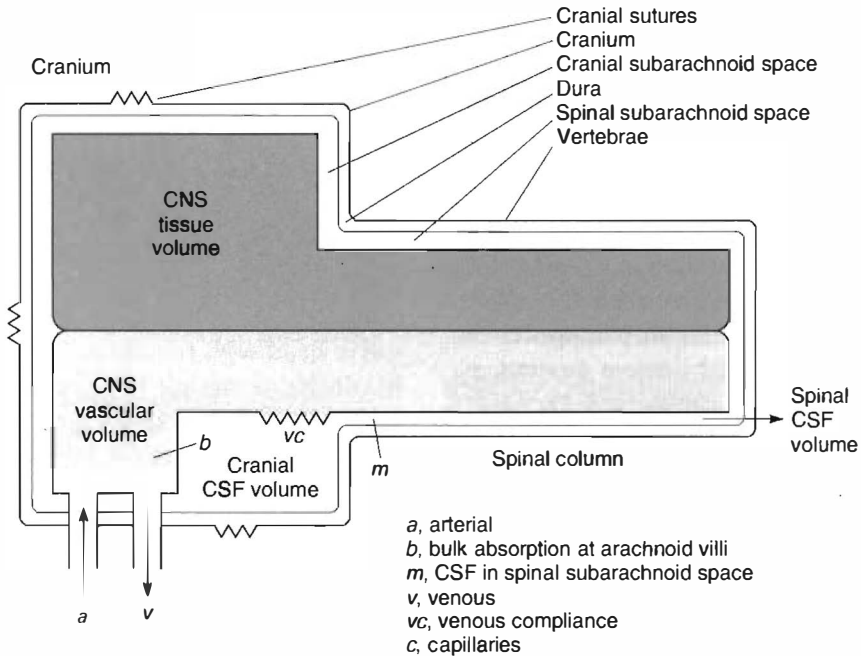 Cranial sutures
Cranium
Cranium
Cranial subarachnoid space
Dura
Spinal subarachnoid space
Vertebrae
CNS
tissue
volume
CNS
vascular
volume
b
vc
Cranial
CSF volume
m
Spinal column
Spinal
CSF
volume
a
v
a, arterial
b, bulk absorption at arachnoid villi
m, CSF in spinal subarachnoid space
v, venous
vc, venous compliance
c, capillaries